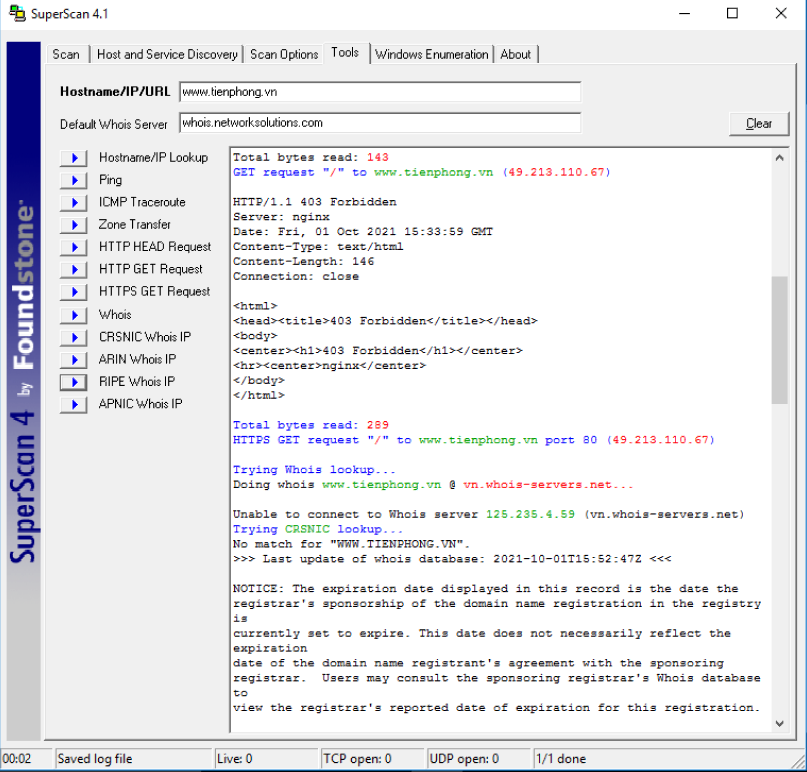 SuperScan 4.1
Scan Host and Service Discovery Scan Options Tools Windows Enumeration About
Hostname/IP/URL www.tienphong.vn
Default Whois Server whois.networksolutions.com
Clear
Hostname/IP Lookup
Ping
ICMP Traceroute
Zone Transfer
HTTP HEAD Request
HTTP GET Request
HTTPS GET Request
Whois
CRSNIC Whois IP
ARIN Whois IP
RIPE Whois IP
APNIC Whois IP
SuperScan 4 by Foundstone
Total bytes read: 143
GET request "/" to www.tienphong.vn (49.213.110.67)
HTTP/1.1 403 Forbidden
Server: nginx
Date: Fri, 01 Oct 2021 15:33:59 GMT
Content-Type: text/html
Content-Length: 146
Connection: close
<html>
<head><title>403 Forbidden</title></head>
<body>
<center><h1>403 Forbidden</h1></center>
<hr><center>nginx</center>
</body>
</html>
Total bytes read: 289
HTTPS GET request "/" to www.tienphong.vn port 80 (49.213.110.67)
Trying Whois lookup...
Doing whois www.tienphong.vn @ vn.whois-servers.net...
Unable to connect to Whois server 125.235.4.59 (vn.whois-servers.net)
Trying CRSNIC lookup...
No match for "WWW.TIENPHONG.VN".
>>> Last update of whois database: 2021-10-01T15:52:47Z <<<
NOTICE: The expiration date displayed in this record is the date the
registrar's sponsorship of the domain name registration in the registry
is
currently set to expire. This date does not necessarily reflect the
expiration
date of the domain name registrant's agreement with the sponsoring
registrar. Users may consult the sponsoring registrar's Whois database
to
view the registrar's reported date of expiration for this registration.
00:02 Saved log file Live: 0 TCP open: 0 UDP open: 0 1/1 done